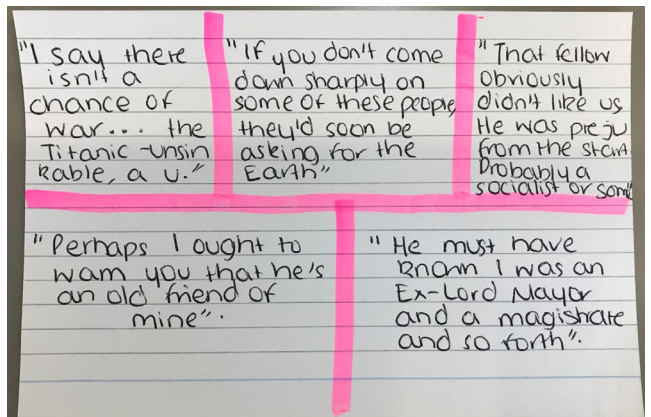 "I say there
isn't a
chance of
war... the
Titanic -unsin
kable, a u."
"If you don't come
down sharply on
some of these people,
they'd soon be
asking for the
Earth"
"That fellow
obviously
didn't like us
He was preju
from the start
Probably a
socialist or som
"Perhaps I ought to
warn you that he's
an old friend of
mine".
"He must have
known I was an
Ex-Lord Mayor
and a magistrate
and so forth".